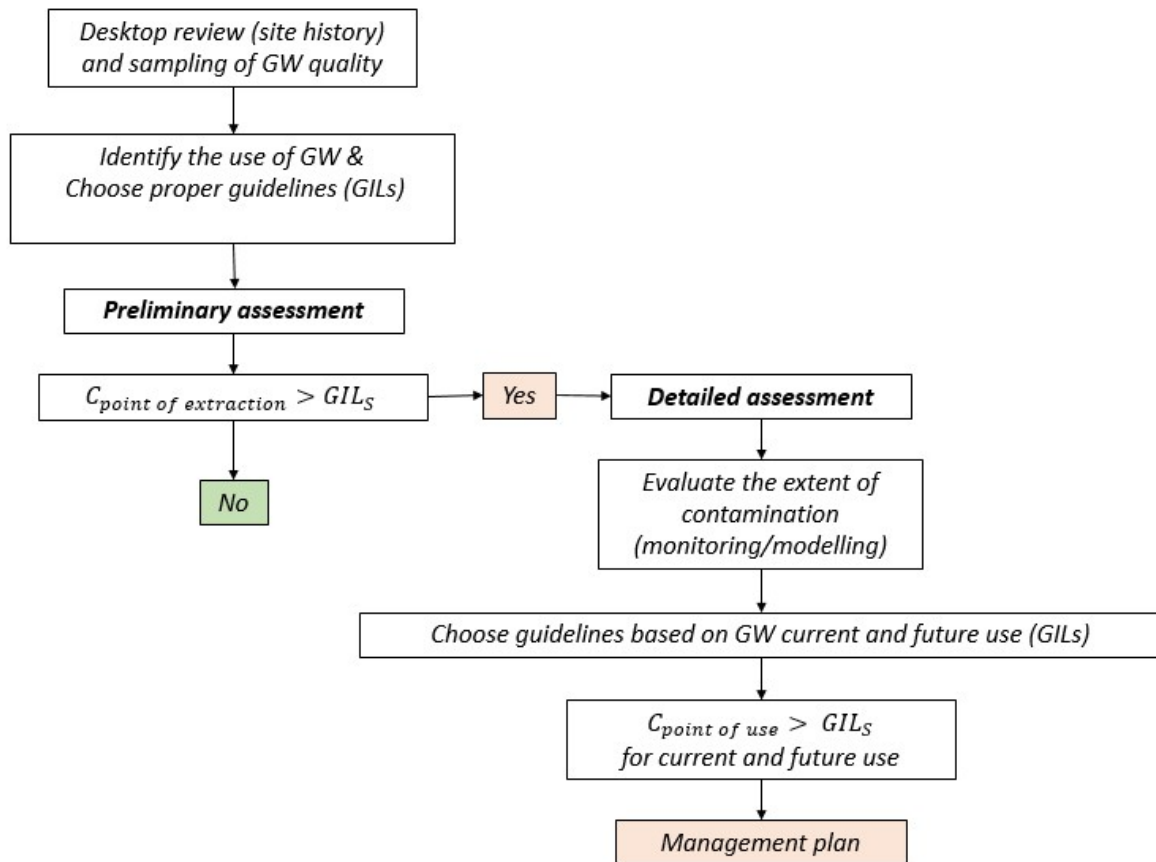 Desktop review (site history)
and sampling of GW quality
Identify the use of GW &
Choose proper guidelines (GILs)
Preliminary assessment
C_point of extraction > GIL_S
Yes
Detailed assessment
No
Evaluate the extent of
contamination
(monitoring/modelling)
Choose guidelines based on GW current and future use (GILs)
C_point of use > GIL_S
for current and future use
Management plan